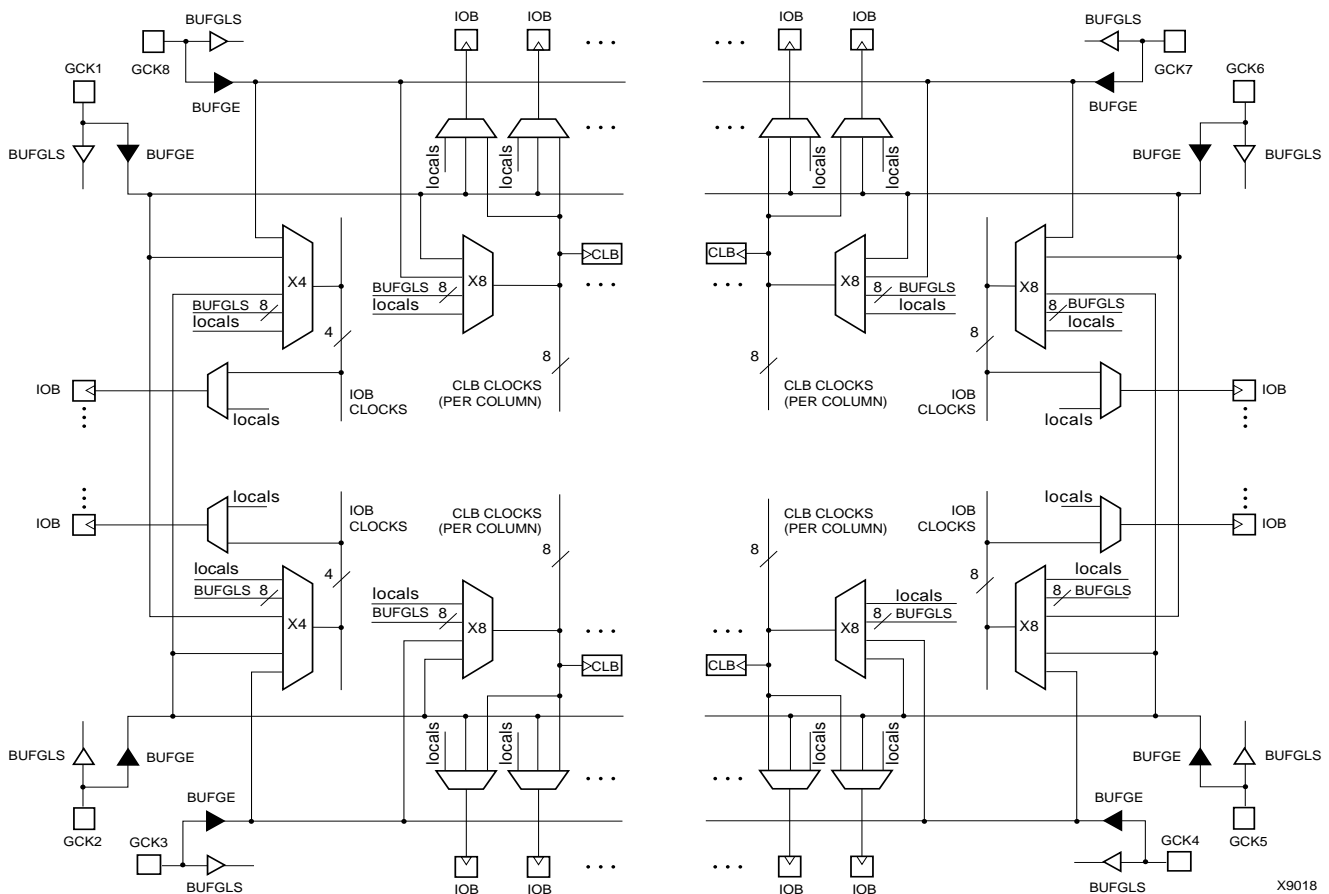 BUFGLS IOB IOB IOB IOB BUFGLS
GCK8 GCK7
GCK1 BUFGE BUFGE GCK6
BUFGLS BUFGE BUFGE BUFGLS
locals locals locals locals
CLB CLB
X4 X8 X8 X8
BUFGLS 8 BUFGLS 8 8 BUFGLS 8 BUFGLS
locals locals locals locals
4 8 8 8
IOB IOB CLOCKS CLB CLOCKS (PER COLUMN) CLB CLOCKS (PER COLUMN) IOB CLOCKS IOB
locals locals
locals locals
IOB IOB CLOCKS CLB CLOCKS (PER COLUMN) CLB CLOCKS (PER COLUMN) IOB CLOCKS IOB
4 8 8 8
locals locals locals locals
BUFGLS 8 BUFGLS 8 8 BUFGLS 8 BUFGLS
X4 X8 X8 X8
CLB CLB
locals locals locals locals
BUFGLS BUFGE BUFGE BUFGLS
GCK2 BUFGE BUFGE GCK5
GCK3 GCK4
BUFGLS IOB IOB IOB IOB BUFGLS
X9018